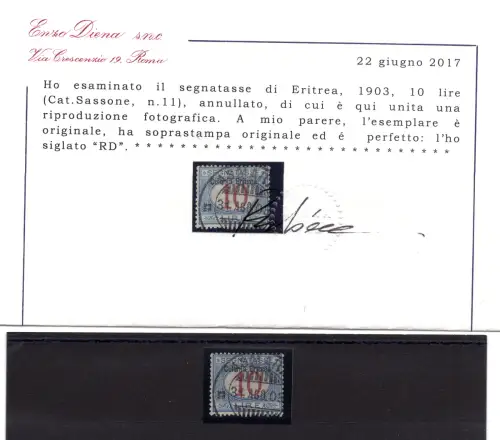 Enzo Diena s.n.c
Via Crescenzio 19. Roma
22 giugno 2017
Ho esaminato il segnatasse di Eritrea, 1903, 10 lire
(Cat.Sassone, n.11), annullato, di cui è qui unita una
riproduzione fotografica. A mio parere, l'esemplare è
originale, ha soprastampa originale ed é perfetto: l'ho
siglato "RD". * * * * * * * * * * * * * * * * * * * * * * * * * * * *
10
10